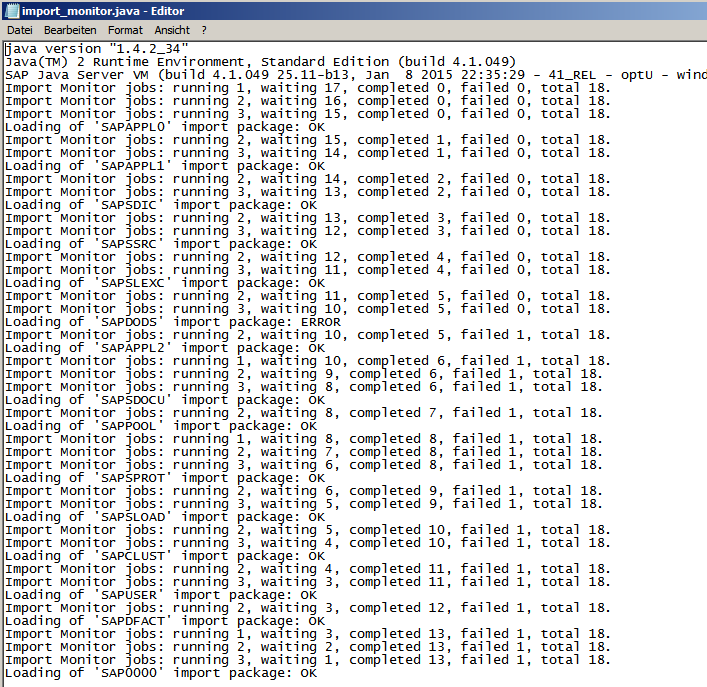 import_monitor.java - Editor
Datei Bearbeiten Format Ansicht ?
java version "1.4.2_34"
Java(TM) 2 Runtime Environment, Standard Edition (build 4.1.049)
SAP Java Server VM (build 4.1.049 25.11-b13, Jan  8 2015 22:35:29 - 41_REL - optU - wind
Import Monitor jobs: running 1, waiting 17, completed 0, failed 0, total 18.
Import Monitor jobs: running 2, waiting 16, completed 0, failed 0, total 18.
Import Monitor jobs: running 3, waiting 15, completed 0, failed 0, total 18.
Loading of 'SAPAPPL0' import package: OK
Import Monitor jobs: running 2, waiting 15, completed 1, failed 0, total 18.
Import Monitor jobs: running 3, waiting 14, completed 1, failed 0, total 18.
Loading of 'SAPAPPL1' import package: OK
Import Monitor jobs: running 2, waiting 14, completed 2, failed 0, total 18.
Import Monitor jobs: running 3, waiting 13, completed 2, failed 0, total 18.
Loading of 'SAPSDIC' import package: OK
Import Monitor jobs: running 2, waiting 13, completed 3, failed 0, total 18.
Import Monitor jobs: running 3, waiting 12, completed 3, failed 0, total 18.
Loading of 'SAPSSRC' import package: OK
Import Monitor jobs: running 2, waiting 12, completed 4, failed 0, total 18.
Import Monitor jobs: running 3, waiting 11, completed 4, failed 0, total 18.
Loading of 'SAPSLEXC' import package: OK
Import Monitor jobs: running 2, waiting 11, completed 5, failed 0, total 18.
Import Monitor jobs: running 3, waiting 10, completed 5, failed 0, total 18.
Loading of 'SAPDODS' import package: ERROR
Import Monitor jobs: running 2, waiting 10, completed 5, failed 1, total 18.
Loading of 'SAPAPPL2' import package: OK
Import Monitor jobs: running 1, waiting 10, completed 6, failed 1, total 18.
Import Monitor jobs: running 2, waiting 9, completed 6, failed 1, total 18.
Import Monitor jobs: running 3, waiting 8, completed 6, failed 1, total 18.
Loading of 'SAPSDOCU' import package: OK
Import Monitor jobs: running 2, waiting 8, completed 7, failed 1, total 18.
Loading of 'SAPPOOL' import package: OK
Import Monitor jobs: running 1, waiting 8, completed 8, failed 1, total 18.
Import Monitor jobs: running 2, waiting 7, completed 8, failed 1, total 18.
Import Monitor jobs: running 3, waiting 6, completed 8, failed 1, total 18.
Loading of 'SAPSPROT' import package: OK
Import Monitor jobs: running 2, waiting 6, completed 9, failed 1, total 18.
Import Monitor jobs: running 3, waiting 5, completed 9, failed 1, total 18.
Loading of 'SAPSLOAD' import package: OK
Import Monitor jobs: running 2, waiting 5, completed 10, failed 1, total 18.
Import Monitor jobs: running 3, waiting 4, completed 10, failed 1, total 18.
Loading of 'SAPCLUST' import package: OK
Import Monitor jobs: running 2, waiting 4, completed 11, failed 1, total 18.
Import Monitor jobs: running 3, waiting 3, completed 11, failed 1, total 18.
Loading of 'SAPUSER' import package: OK
Import Monitor jobs: running 2, waiting 3, completed 12, failed 1, total 18.
Loading of 'SAPDFACT' import package: OK
Import Monitor jobs: running 1, waiting 3, completed 13, failed 1, total 18.
Import Monitor jobs: running 2, waiting 2, completed 13, failed 1, total 18.
Import Monitor jobs: running 3, waiting 1, completed 13, failed 1, total 18.
Loading of 'SAP0000' import package: OK